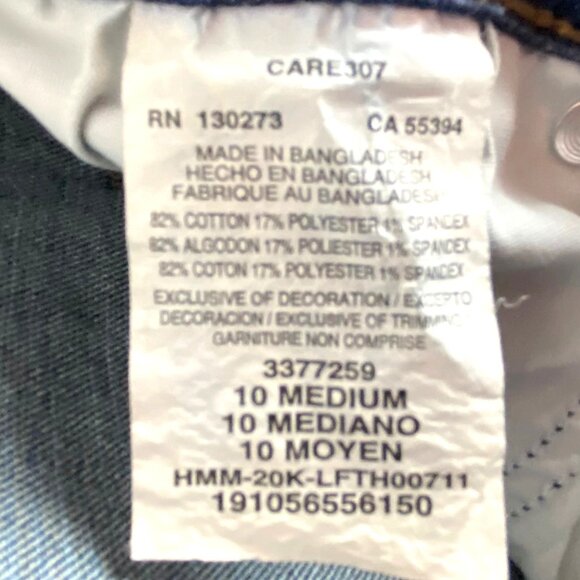 CARE307
RN 130273 CA 55394
MADE IN BANGLADESH
HECHO EN BANGLADESH
FABRIQUE AU BANGLADESH
82% COTTON 17% POLYESTER 1% SPANDEX
82% ALGODON 17% POLIESTER 1% SPANDEX
82% COTON 17% POLYESTER 1% SPANDEX
EXCLUSIVE OF DECORATION / EXCEPTO
DECORACION / EXCLUSIVE OF TRIMMING
GARNITURE NON COMPRISE
3377259
10 MEDIUM
10 MEDIANO
10 MOYEN
HMM-20K-LFTH00711
191056556150